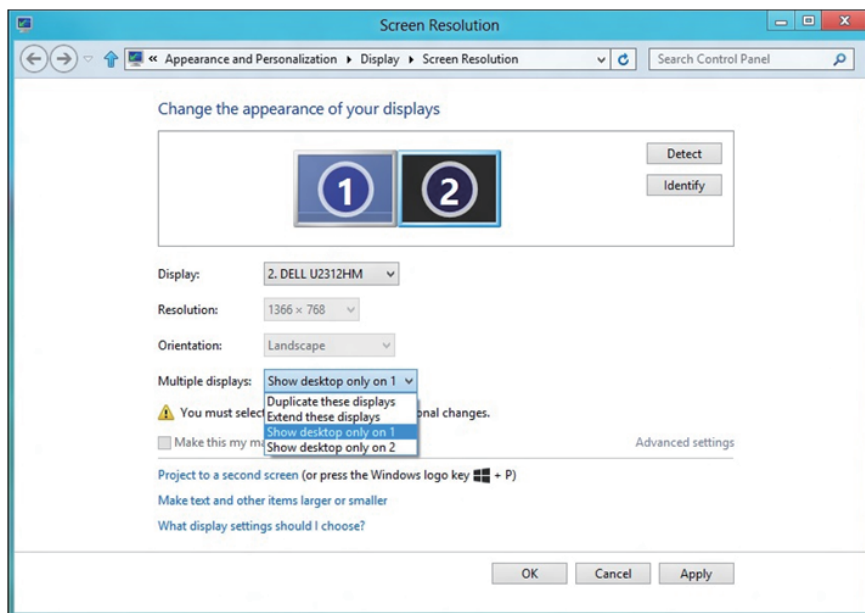 Screen Resolution
« Appearance and Personalization ▸ Display ▸ Screen Resolution
Search Control Panel
Change the appearance of your displays
Detect
Identify
1
2
Display: 2. DELL U2312HM
Resolution: 1366 × 768
Orientation: Landscape
Multiple displays: Show desktop only on 1
Duplicate these displays
Extend these displays
Show desktop only on 1
Show desktop only on 2
You must selec onal changes.
Make this my ma
Advanced settings
Project to a second screen (or press the Windows logo key + P)
Make text and other items larger or smaller
What display settings should I choose?
OK Cancel Apply